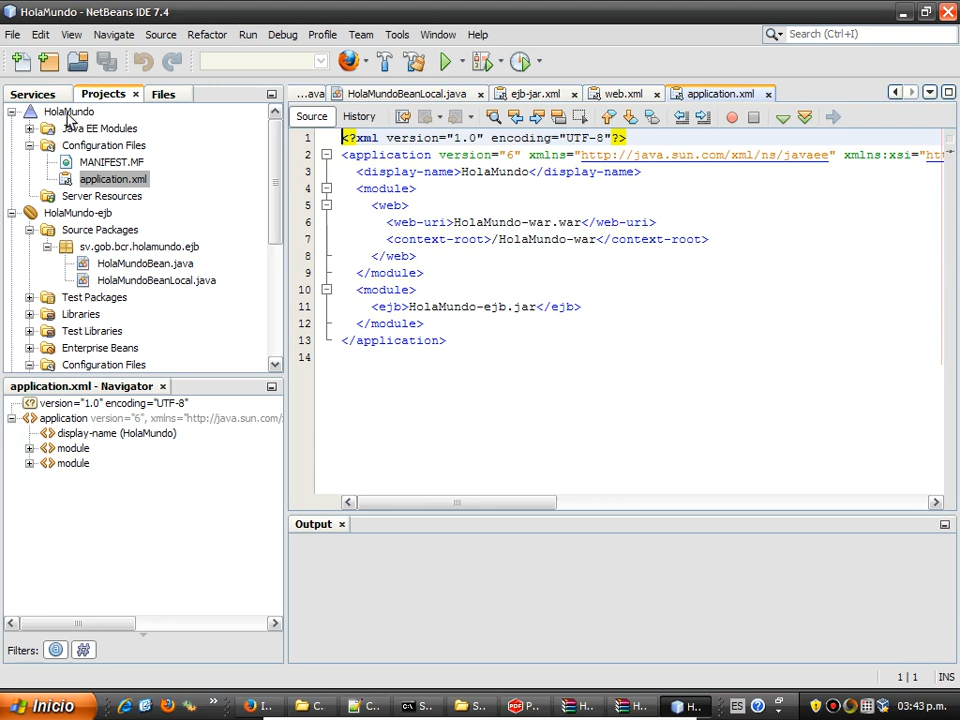 HolaMundo - NetBeans IDE 7.4
File Edit View Navigate Source Refactor Run Debug Profile Team Tools Window Help
Search (Ctrl+I)
Services Projects Files
...ava HolaMundoBeanLocal.java ejb-jar.xml web.xml application.xml
Source History
HolaMundo
Java EE Modules
Configuration Files
MANIFEST.MF
application.xml
Server Resources
HolaMundo-ejb
Source Packages
sv.gob.bcr.holamundo.ejb
HolaMundoBean.java
HolaMundoBeanLocal.java
Test Packages
Libraries
Test Libraries
Enterprise Beans
Configuration Files
1 <?xml version="1.0" encoding="UTF-8"?>
2 <application version="6" xmlns="http://java.sun.com/xml/ns/javaee" xmlns:xsi="htt
3 <display-name>HolaMundo</display-name>
4 <module>
5 <web>
6 <web-uri>HolaMundo-war.war</web-uri>
7 <context-root>/HolaMundo-war</context-root>
8 </web>
9 </module>
10 <module>
11 <ejb>HolaMundo-ejb.jar</ejb>
12 </module>
13 </application>
14
application.xml - Navigator
version="1.0" encoding="UTF-8"
application version="6", xmlns="http://java.sun.com/
display-name (HolaMundo)
module
module
Filters:
Output
1 | 1 INS
Inicio
I... C... C... S... S... P... H... H... H...
ES
03:43 p.m.